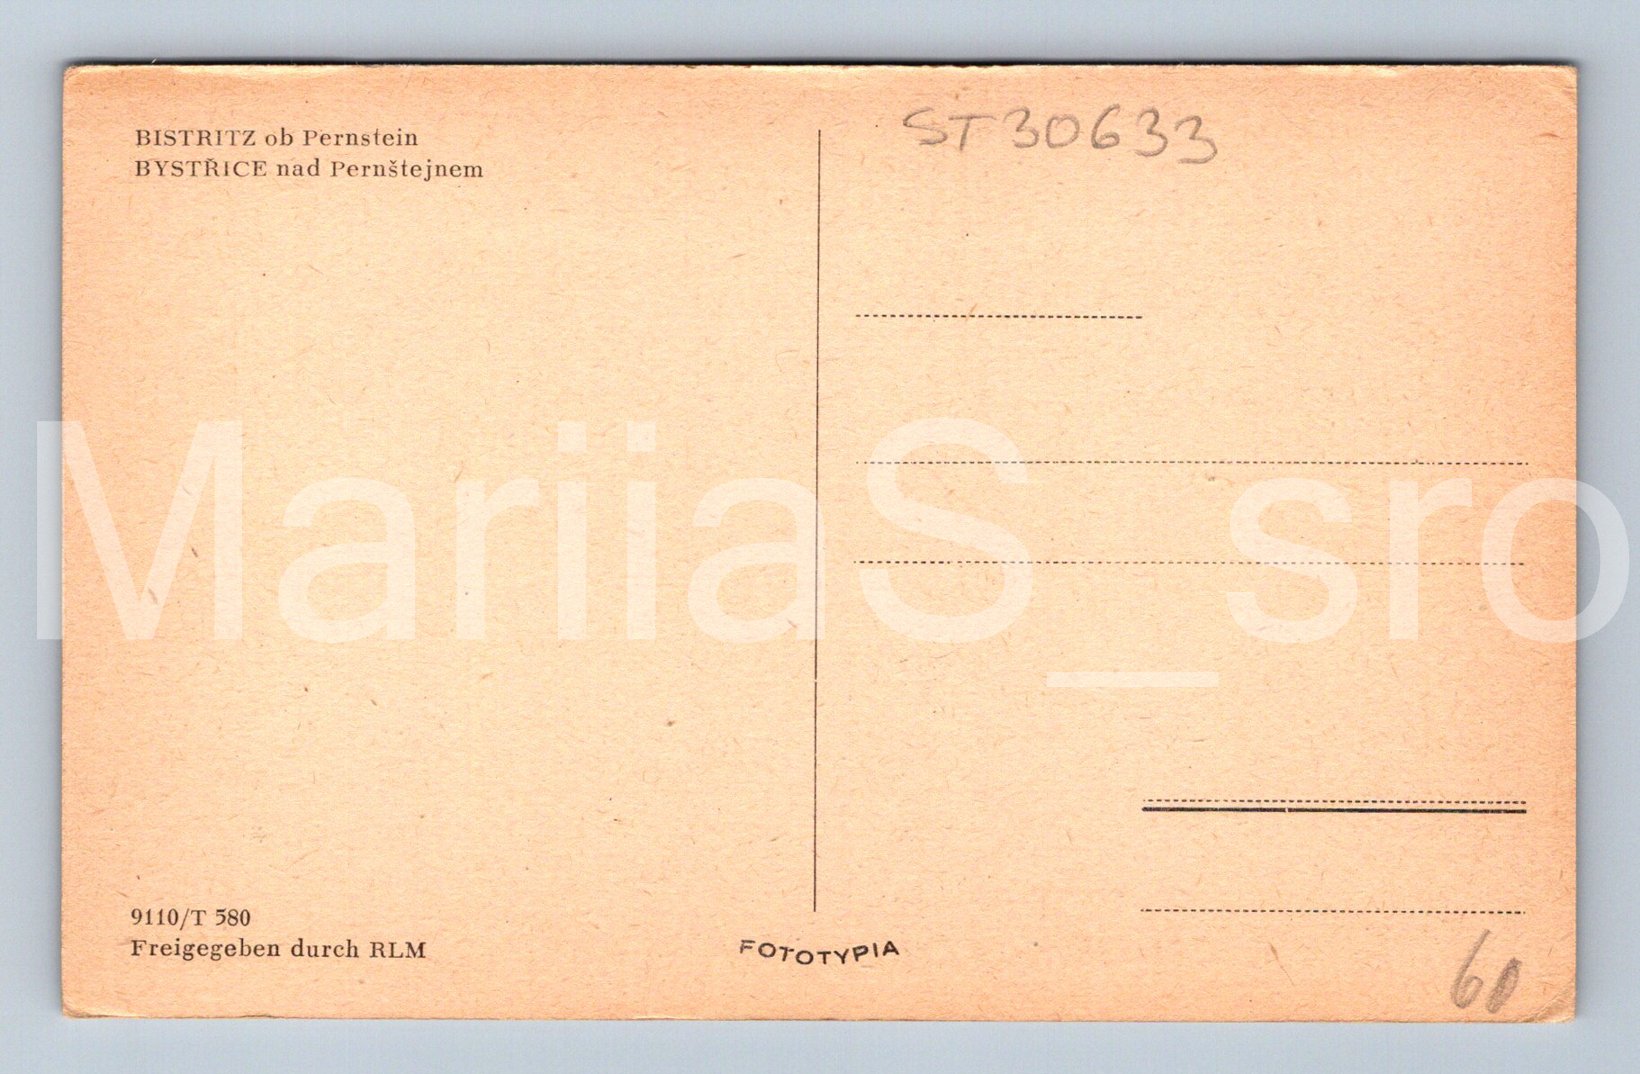 BISTRITZ ob Pernstein
BYSTŘICE nad Pernštejnem
ST30633
MariiaS_sro
9110/T 580
Freigegeben durch RLM
FOTOTYPIA
60